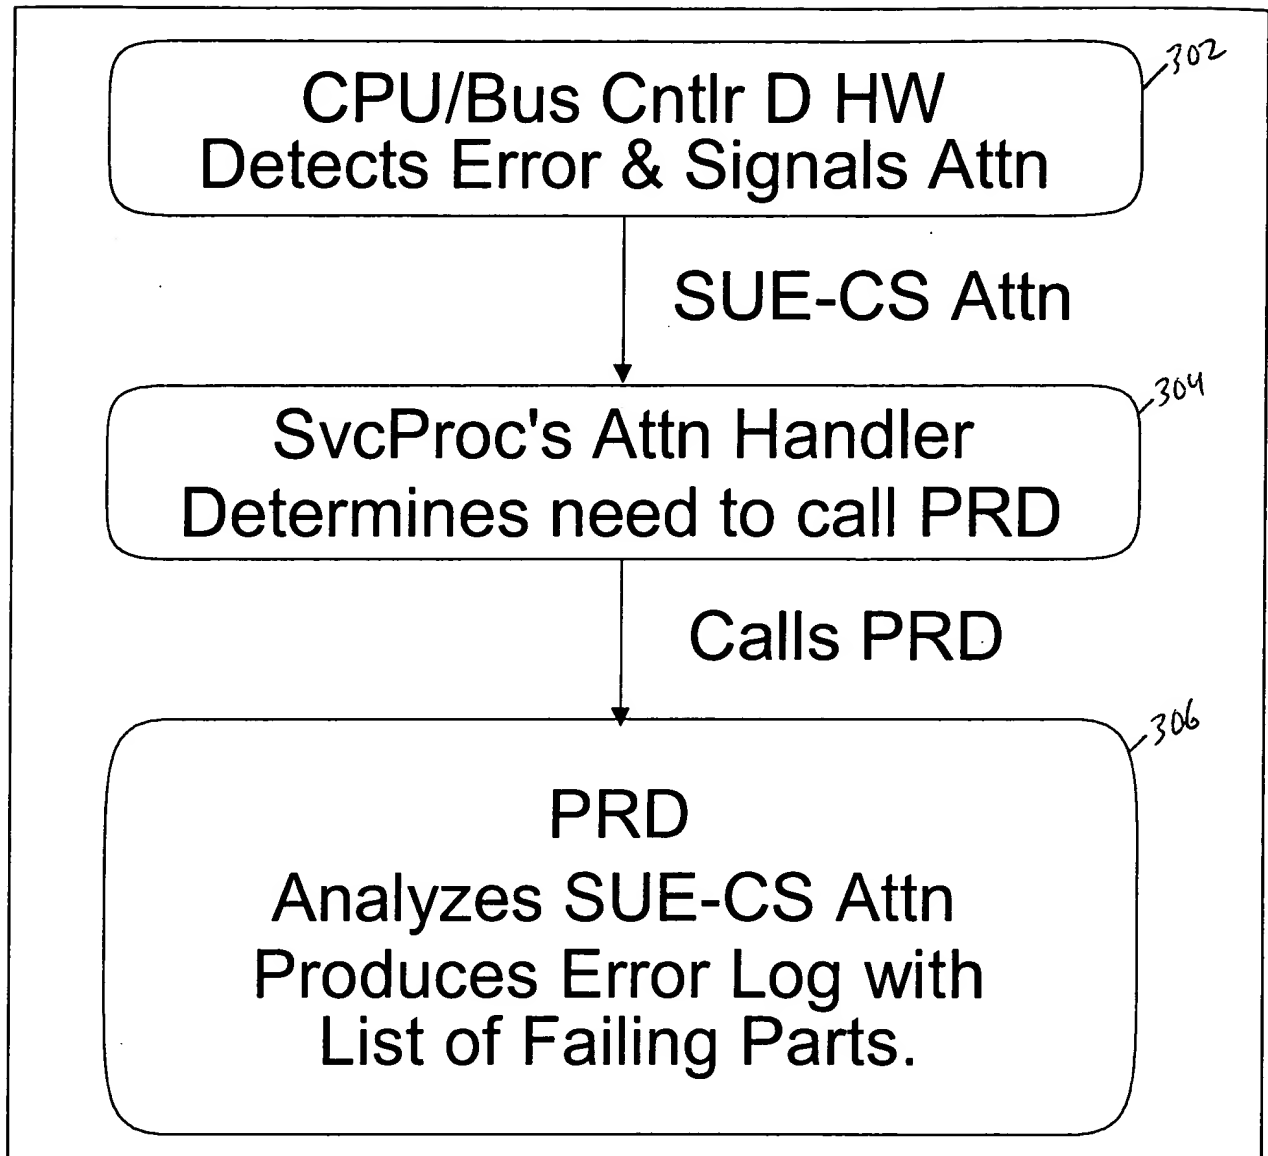 302
CPU/Bus Cntlr D HW
Detects Error & Signals Attn
SUE-CS Attn
304
SvcProc's Attn Handler
Determines need to call PRD
Calls PRD
306
PRD
Analyzes SUE-CS Attn
Produces Error Log with
List of Failing Parts.